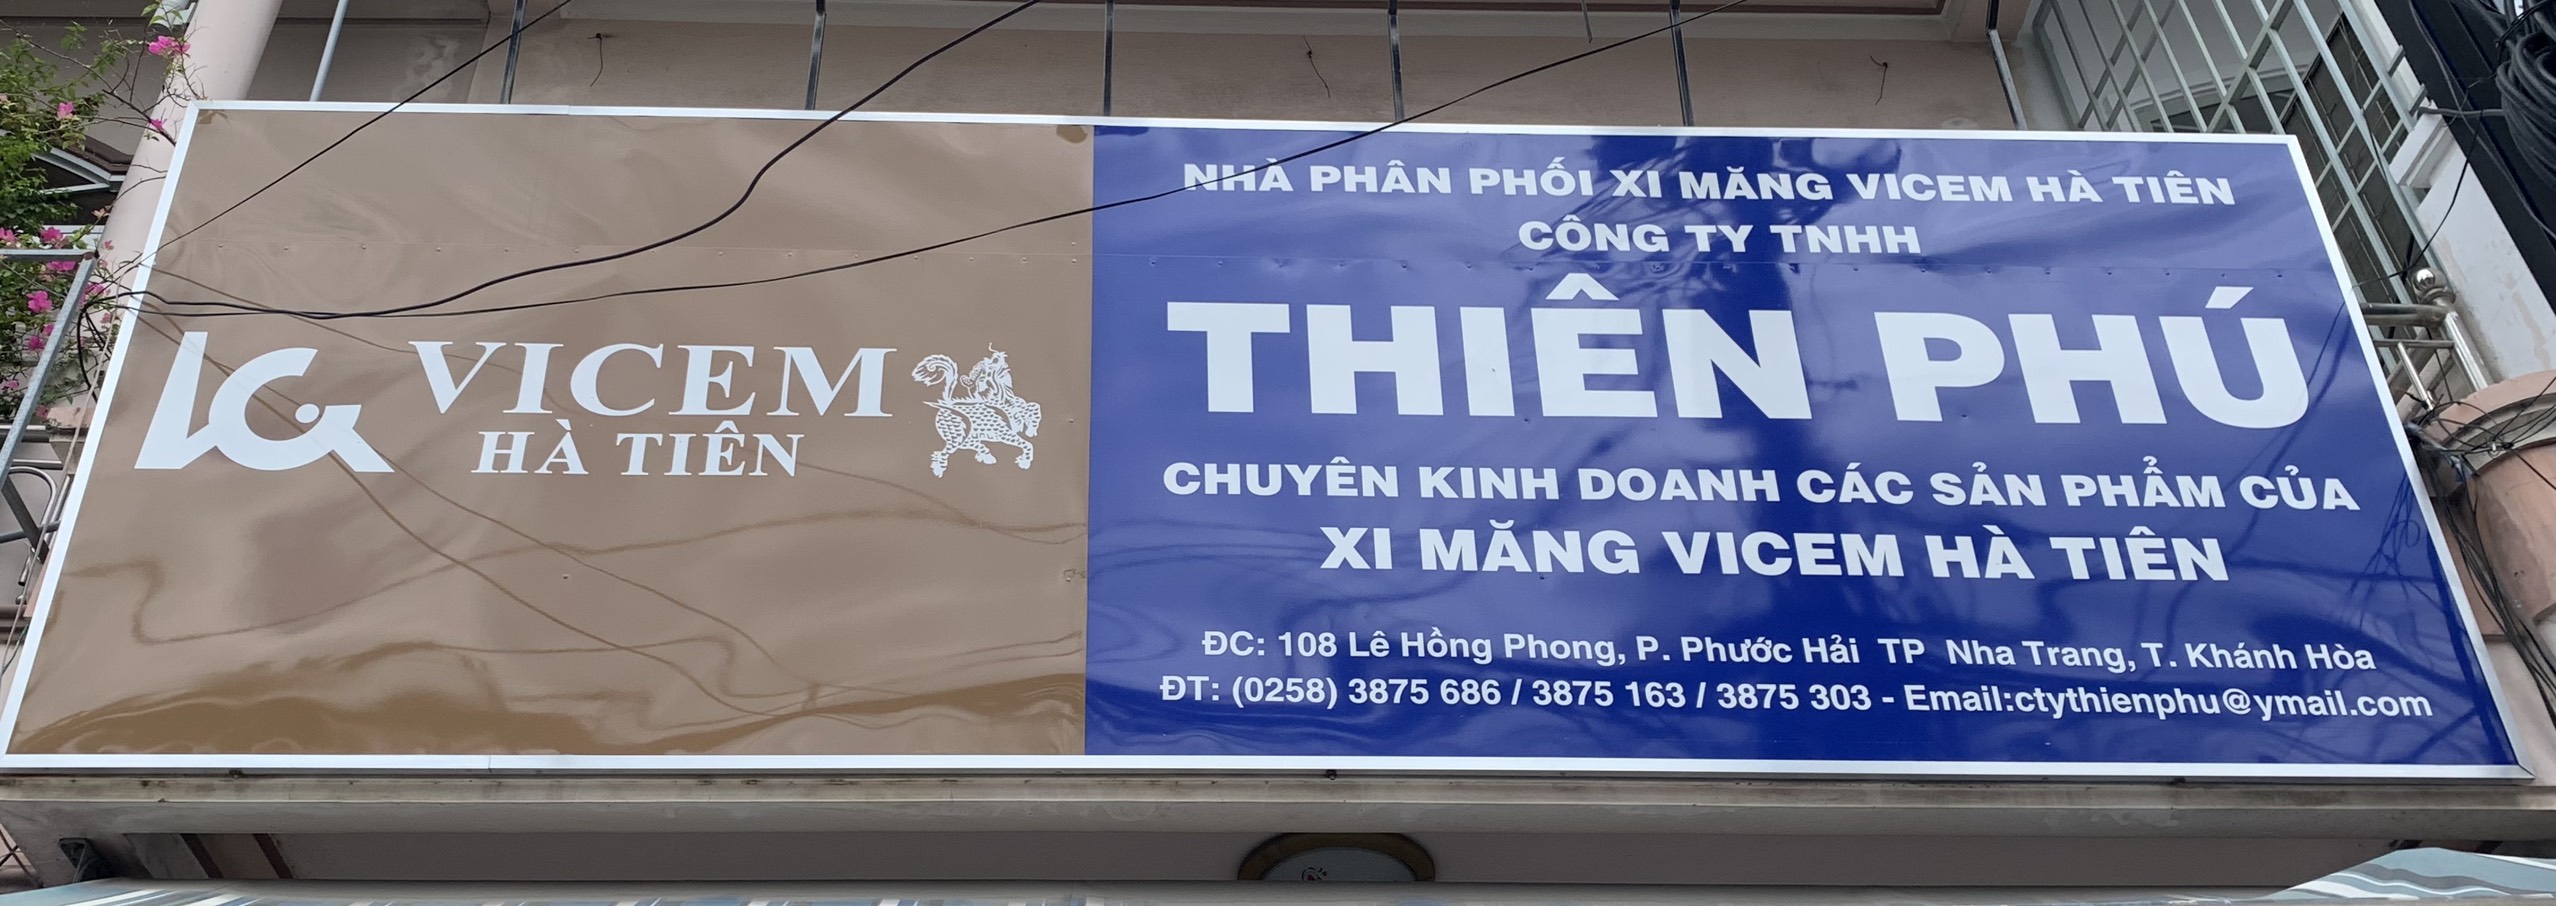 VICEM
HÀ TIÊN
NHÀ PHÂN PHỐI XI MĂNG VICEM HÀ TIÊN
CÔNG TY TNHH
THIÊN PHÚ
CHUYÊN KINH DOANH CÁC SẢN PHẨM CỦA
XI MĂNG VICEM HÀ TIÊN
ĐC: 108 Lê Hồng Phong, P. Phước Hải TP Nha Trang, T. Khánh Hòa
ĐT: (0258) 3875 686 / 3875 163 / 3875 303 - Email:ctythienphu@ymail.com